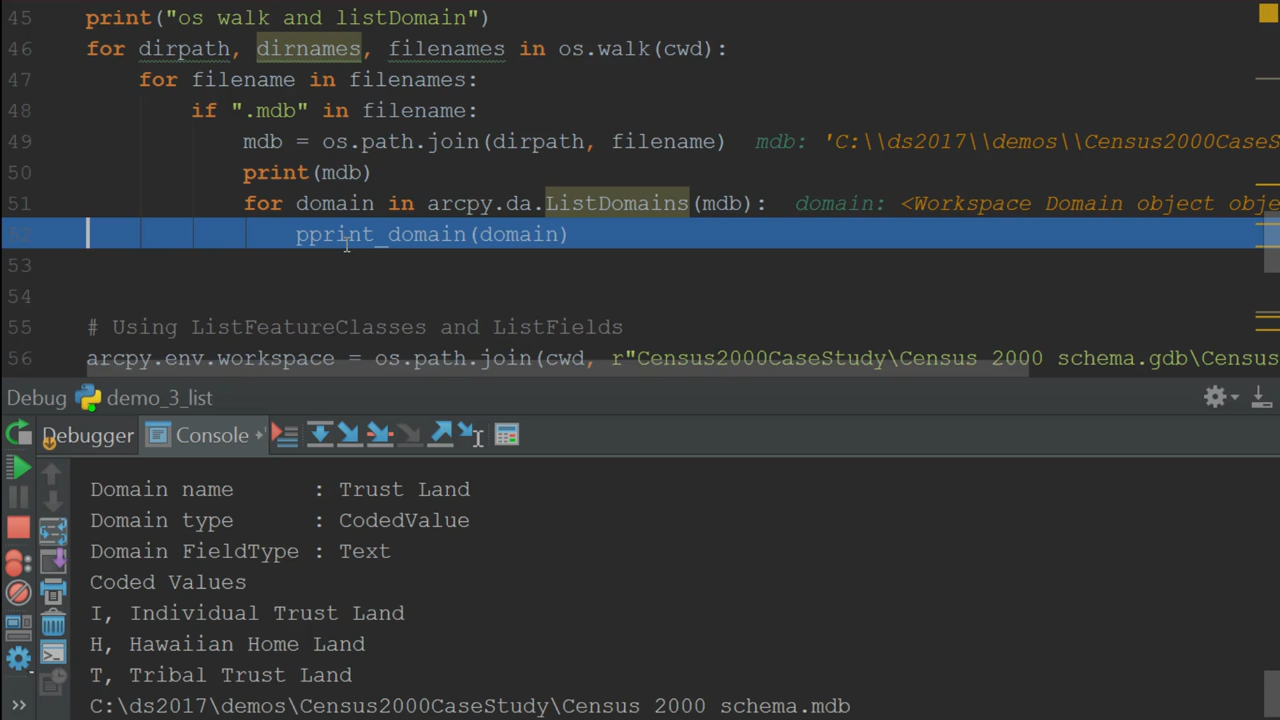 45 print("os walk and listDomain")
46 for dirpath, dirnames, filenames in os.walk(cwd):
47 for filename in filenames:
48 if ".mdb" in filename:
49 mdb = os.path.join(dirpath, filename) mdb: 'C:\\ds2017\\demos\\Census2000CaseS
50 print(mdb)
51 for domain in arcpy.da.ListDomains(mdb): domain: <Workspace Domain object obje
52 pprint_domain(domain)
53
54
55 # Using ListFeatureClasses and ListFields
56 arcpy.env.workspace = os.path.join(cwd, r"Census2000CaseStudy\Census 2000 schema.gdb\Census
Debug demo_3_list
Debugger Console
Domain name : Trust Land
Domain type : CodedValue
Domain FieldType : Text
Coded Values
I, Individual Trust Land
H, Hawaiian Home Land
T, Tribal Trust Land
C:\ds2017\demos\Census2000CaseStudy\Census 2000 schema.mdb